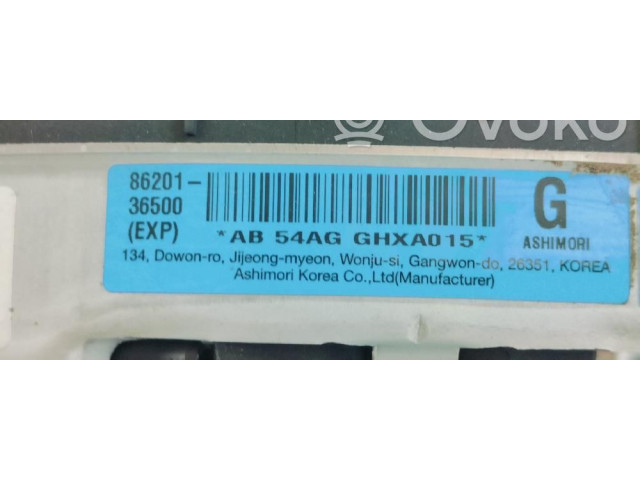 OVOKO
86201-
36500
(EXP)
*AB 54AG GHXA015*
G
ASHIMORI
134, Dowon-ro, Jijeong-myeon, Wonju-si, Gangwon-do, 26351, KOREA
Ashimori Korea Co.,Ltd(Manufacturer)